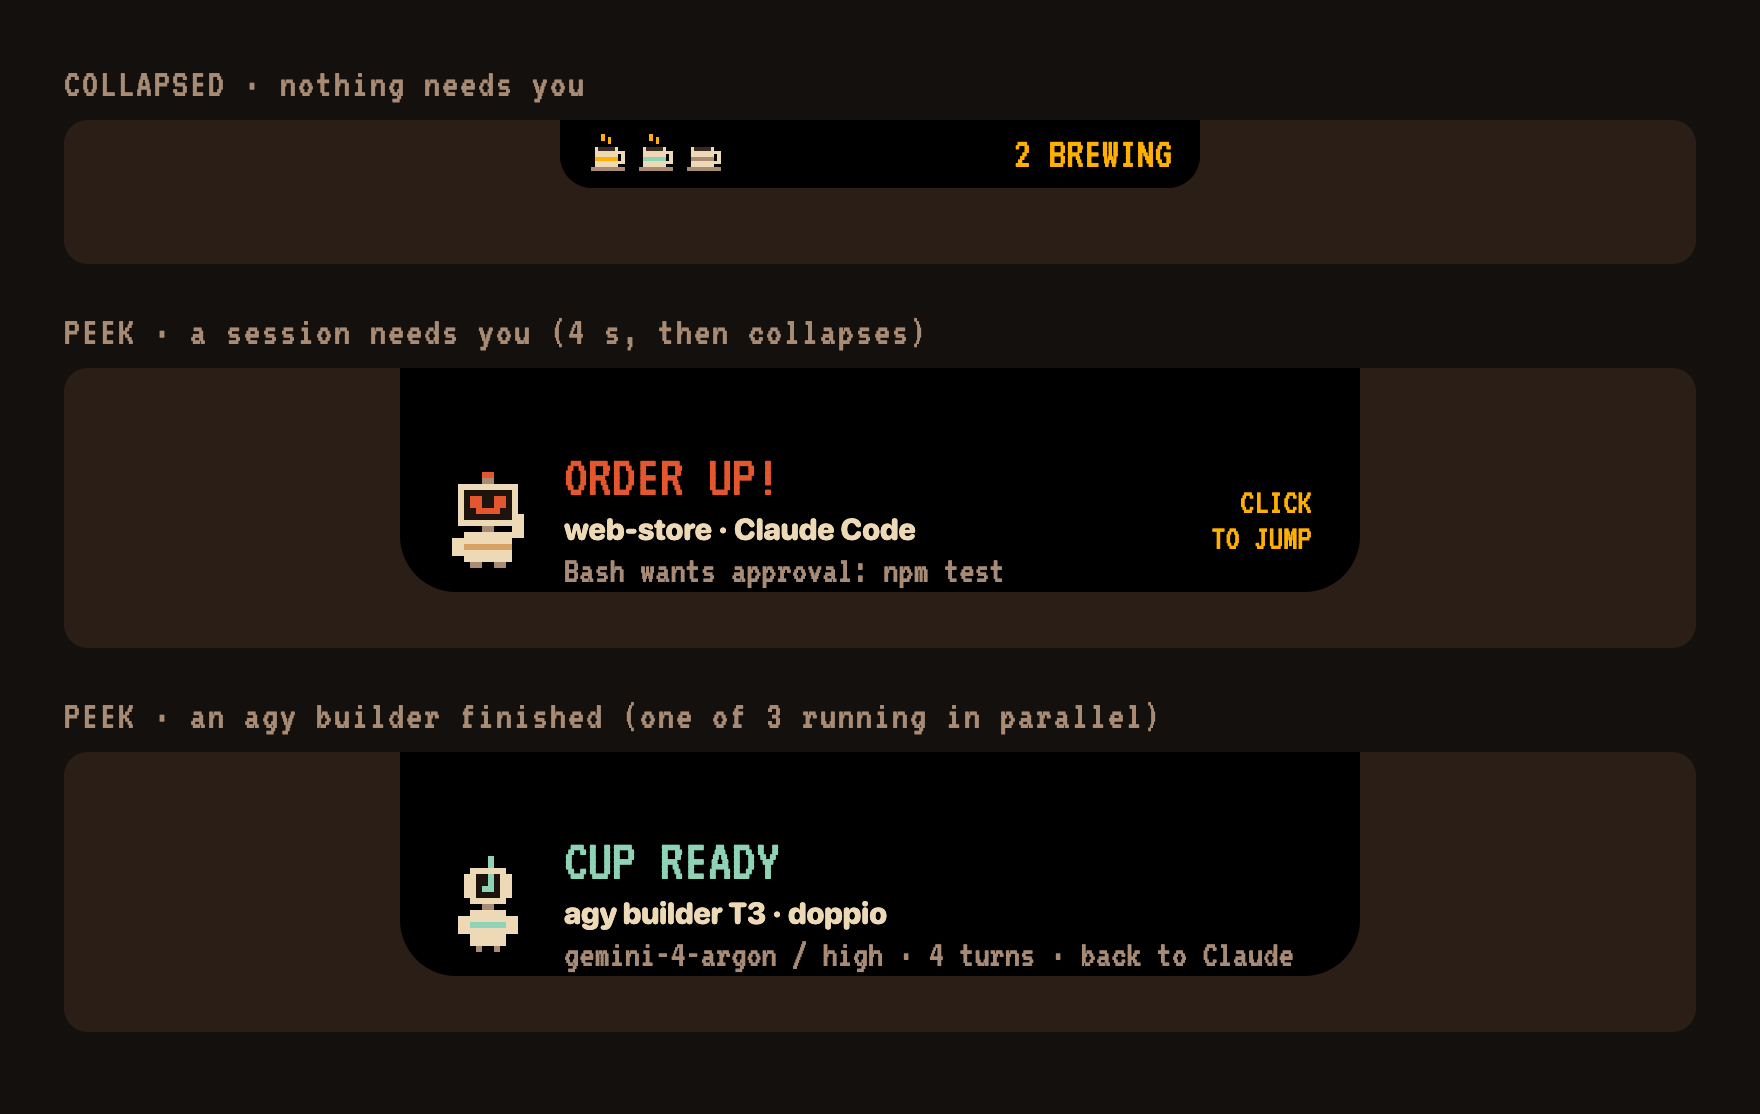 COLLAPSED · nothing needs you
2 BREWING
PEEK · a session needs you (4 s, then collapses)
ORDER UP!
web-store · Claude Code
Bash wants approval: npm test
CLICK
TO JUMP
PEEK · an agy builder finished (one of 3 running in parallel)
CUP READY
agy builder T3 · doppio
gemini-4-argon / high · 4 turns · back to Claude